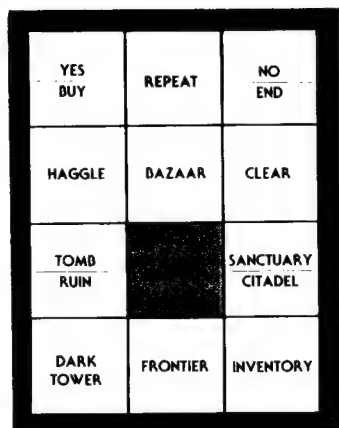 YES
BUY
REPEAT
NO
END
HAGGLE
BAZAAR
CLEAR
TOMB
RUIN
SANCTUARY
CITADEL
DARK
TOWER
FRONTIER
INVENTORY